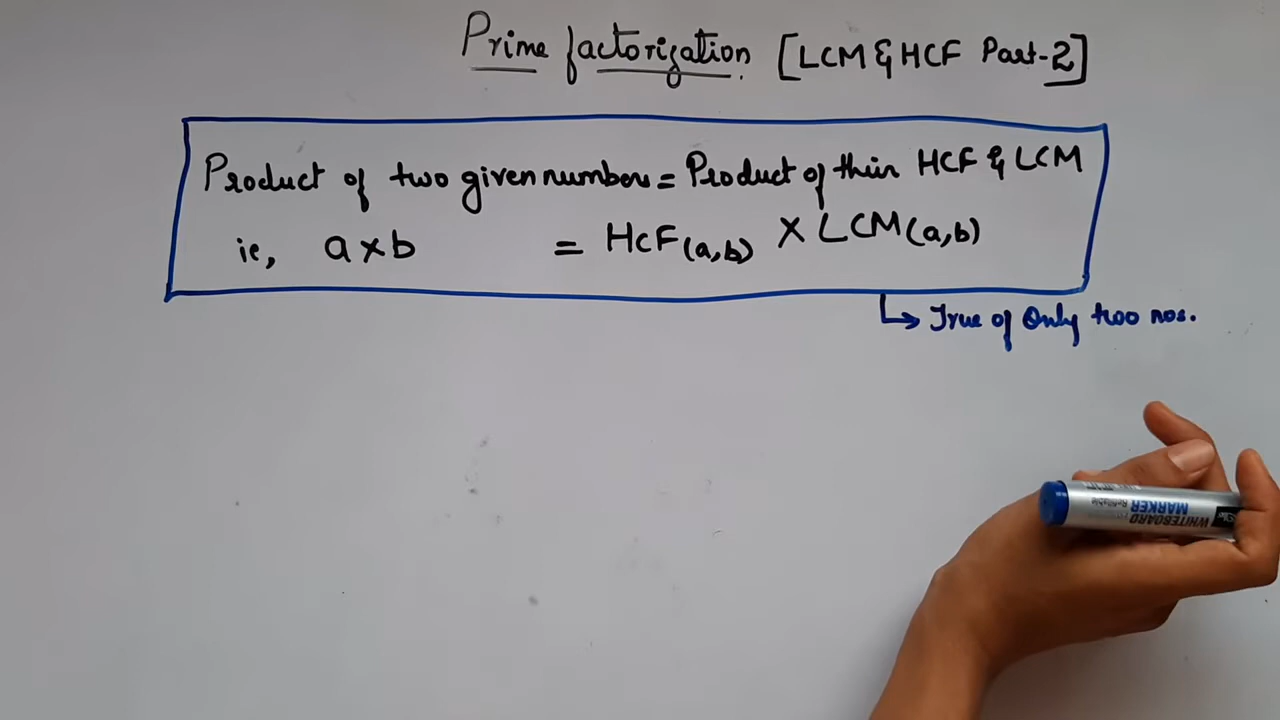 Prime factorization. [LCM & HCF Part-2]
Product of two given numbers = Product of their HCF & LCM
ie, a×b = HCF(a,b) × LCM(a,b)
↳ True of Only two nos.
WHITEBOARD
MARKER
Refillable